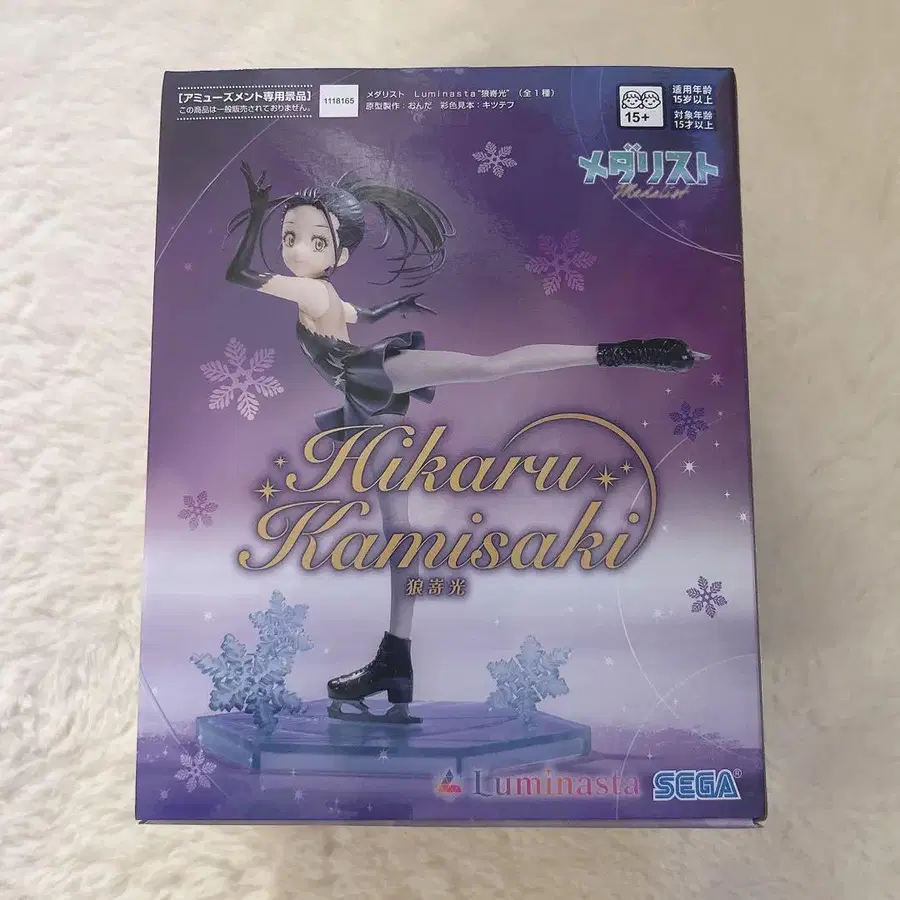 【アミューズメント専用景品】
この商品は一般販売されておりません。
1118165
メダリスト Luminasta“狼嵜光”（全1種）
原型製作：おんだ 彩色見本：キツテフ
15+
适用年龄
15岁以上
対象年齢
15才以上
メダリスト
Medalist
Hikaru
Kamisaki
狼嵜光
Luminasta
SEGA®